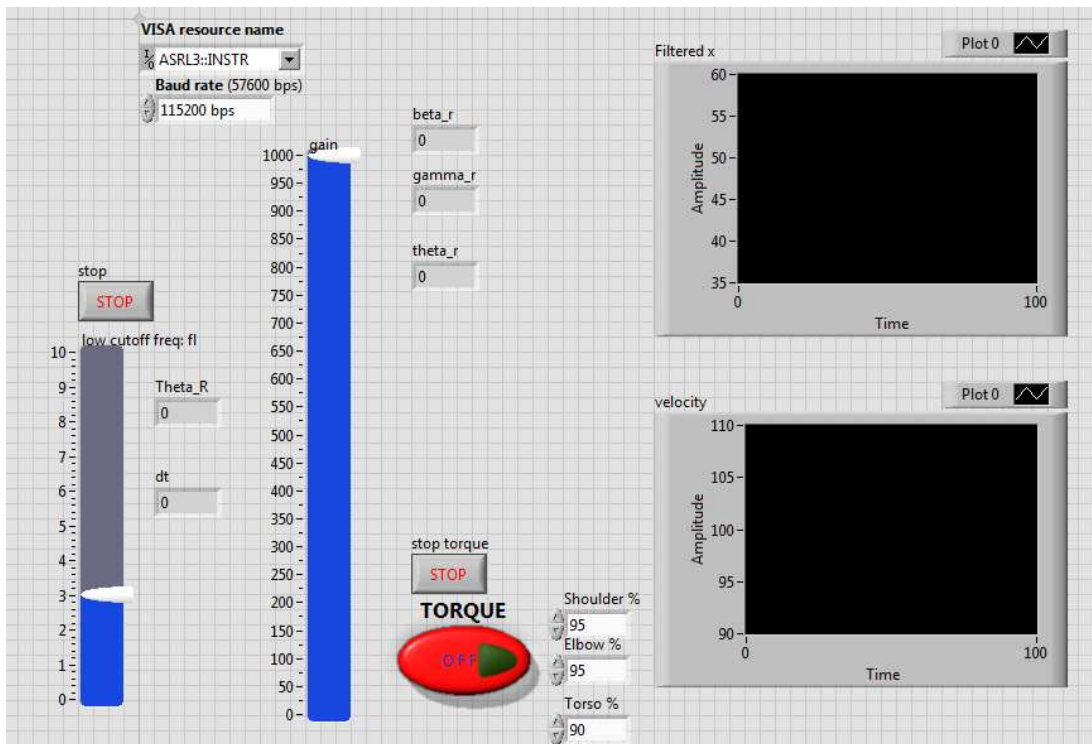 VISA resource name
I/O ASRL3::INSTR
Baud rate (57600 bps)
115200 bps
gain
1000
950
900
850
800
750
700
650
600
550
500
450
400
350
300
250
200
150
100
50
0
stop
STOP
low cutoff freq: fl
10
9
8
7
6
5
4
3
2
1
0
Theta_R
0
dt
0
beta_r
0
gamma_r
0
theta_r
0
stop torque
STOP
TORQUE
OFF
Shoulder %
95
Elbow %
95
Torso %
90
Filtered x
Plot 0
Amplitude
60
55
50
45
40
35
0 100
Time
velocity
Plot 0
Amplitude
110
105
100
95
90
0 100
Time